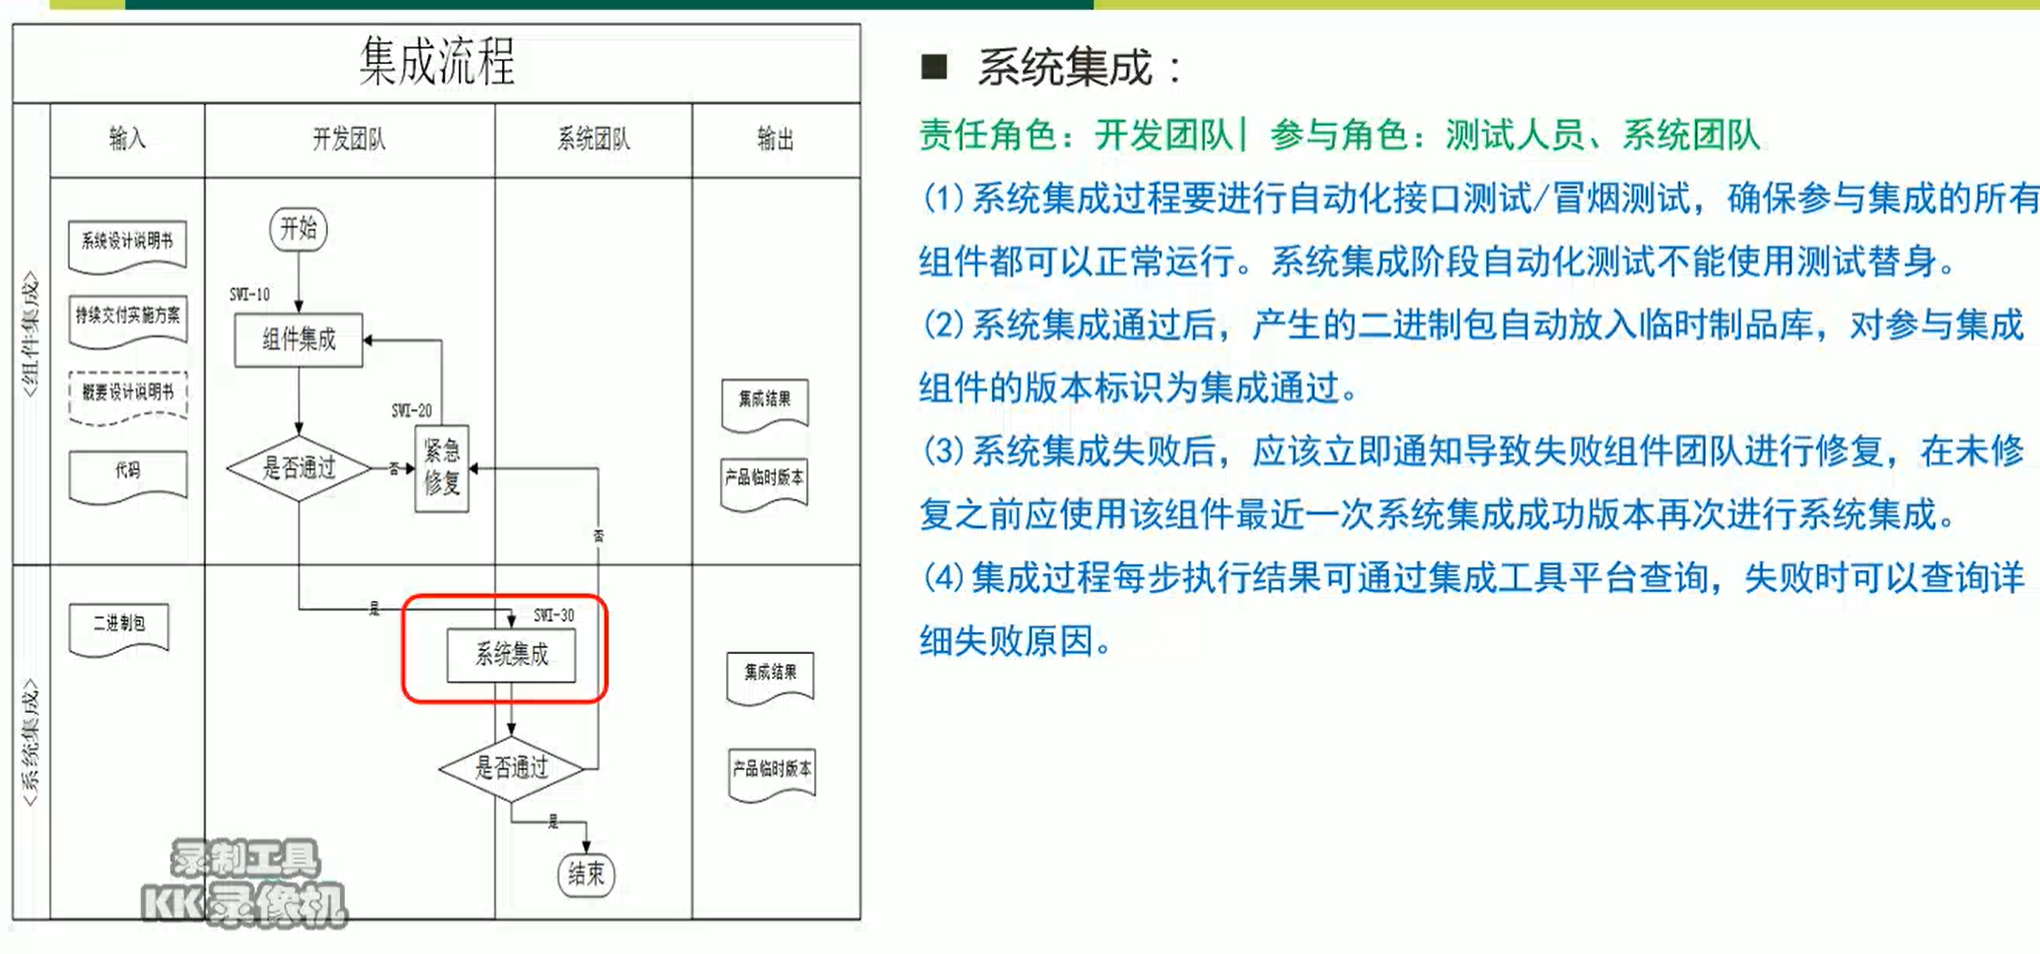 集成流程
输入
开发团队
系统团队
输出
<组件集成>
系统设计说明书
持续交付实施方案
概要设计说明书
代码
开始
SWI-10
组件集成
SWI-20
紧急
修复
是否通过
否
否
集成结果
产品临时版本
<系统集成>
二进制包
是
SWI-30
系统集成
是否通过
是
结束
集成结果
产品临时版本
录制工具
KK录像机
■ 系统集成：
责任角色：开发团队| 参与角色：测试人员、系统团队
(1)系统集成过程要进行自动化接口测试/冒烟测试，确保参与集成的所有
组件都可以正常运行。系统集成阶段自动化测试不能使用测试替身。
(2)系统集成通过后，产生的二进制包自动放入临时制品库，对参与集成
组件的版本标识为集成通过。
(3)系统集成失败后，应该立即通知导致失败组件团队进行修复，在未修
复之前应使用该组件最近一次系统集成成功版本再次进行系统集成。
(4)集成过程每步执行结果可通过集成工具平台查询，失败时可以查询详
细失败原因。